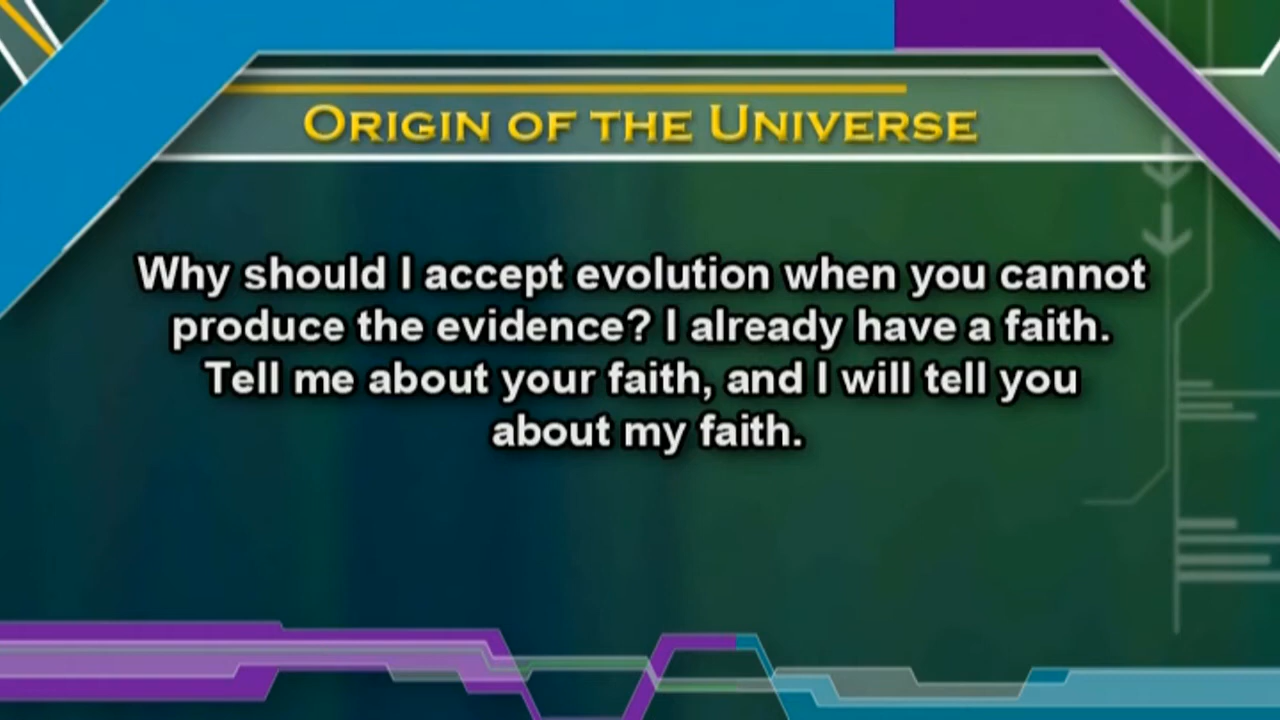 Origin of the Universe
Why should I accept evolution when you cannot
produce the evidence? I already have a faith.
Tell me about your faith, and I will tell you
about my faith.